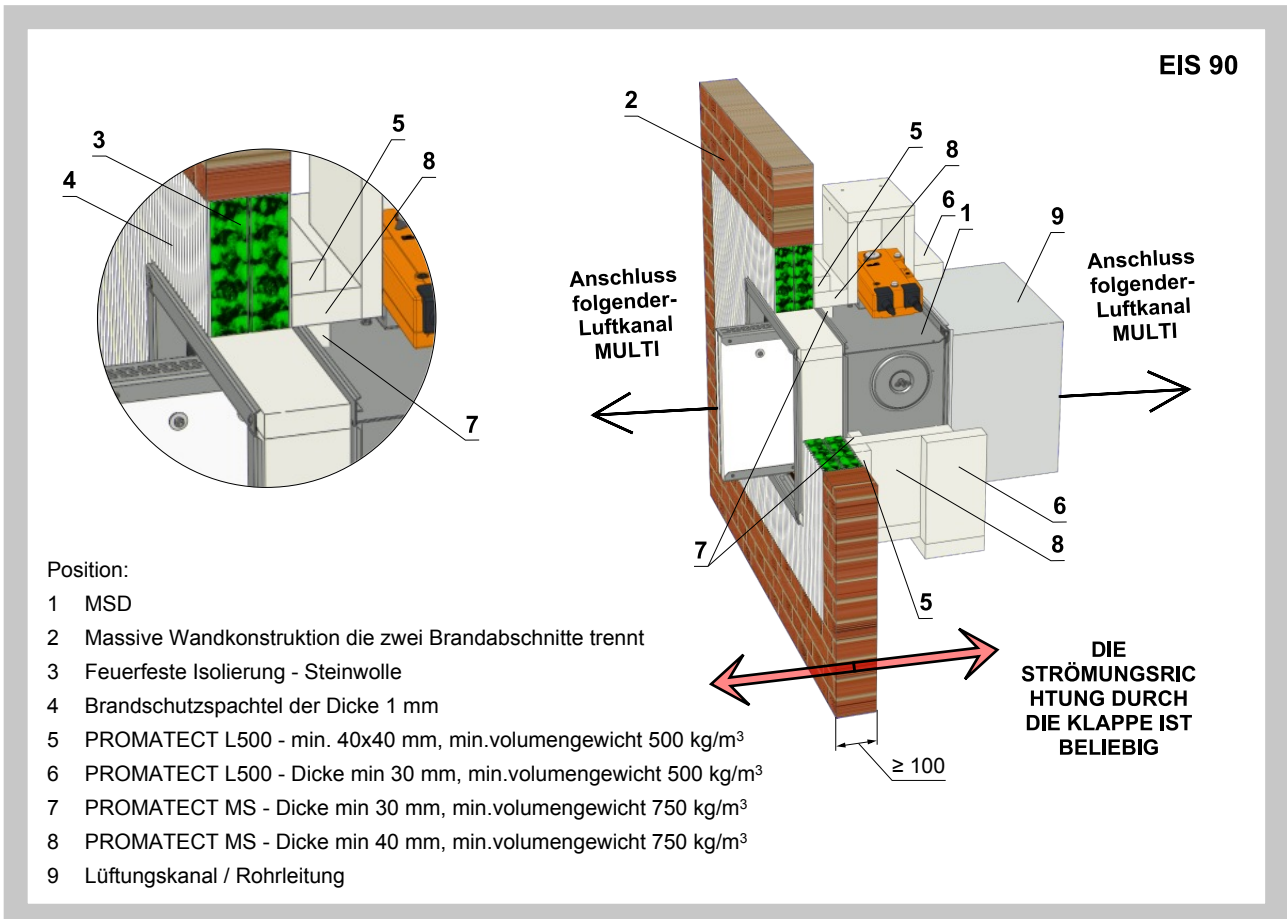 EIS 90
3
4
5
8
7
2
5
8
6
1
9
Anschluss
folgender-
Luftkanal
MULTI
Anschluss
folgender-
Luftkanal
MULTI
7
6
8
5
≥ 100
DIE
STRÖMUNGSRIC
HTUNG DURCH
DIE KLAPPE IST
BELIEBIG
Position:
1 MSD
2 Massive Wandkonstruktion die zwei Brandabschnitte trennt
3 Feuerfeste Isolierung - Steinwolle
4 Brandschutzspachtel der Dicke 1 mm
5 PROMATECT L500 - min. 40x40 mm, min.volumengewicht 500 kg/m³
6 PROMATECT L500 - Dicke min 30 mm, min.volumengewicht 500 kg/m³
7 PROMATECT MS - Dicke min 30 mm, min.volumengewicht 750 kg/m³
8 PROMATECT MS - Dicke min 40 mm, min.volumengewicht 750 kg/m³
9 Lüftungskanal / Rohrleitung